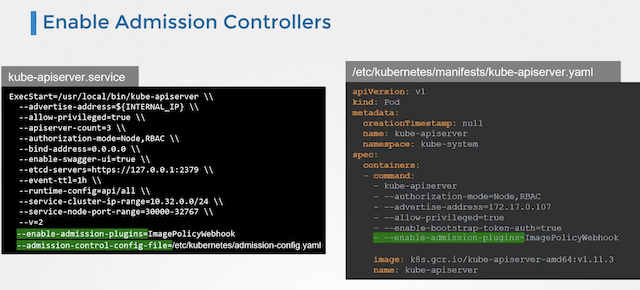 Enable Admission Controllers
kube-apiserver.service
ExecStart=/usr/local/bin/kube-apiserver \\
--advertise-address=${INTERNAL_IP} \\
--allow-privileged=true \\
--apiserver-count=3 \\
--authorization-mode=Node,RBAC \\
--bind-address=0.0.0.0 \\
--enable-swagger-ui=true \\
--etcd-servers=https://127.0.0.1:2379 \\
--event-ttl=1h \\
--runtime-config=api/all \\
--service-cluster-ip-range=10.32.0.0/24 \\
--service-node-port-range=30000-32767 \\
--v=2
--enable-admission-plugins=ImagePolicyWebhook
--admission-control-config-file=/etc/kubernetes/admission-config.yaml
/etc/kubernetes/manifests/kube-apiserver.yaml
apiVersion: v1
kind: Pod
metadata:
creationTimestamp: null
name: kube-apiserver
namespace: kube-system
spec:
containers:
- command:
- kube-apiserver
- --authorization-mode=Node,RBAC
- --advertise-address=172.17.0.107
- --allow-privileged=true
- --enable-bootstrap-token-auth=true
- --enable-admission-plugins=ImagePolicyWebhook
image: k8s.gcr.io/kube-apiserver-amd64:v1.11.3
name: kube-apiserver